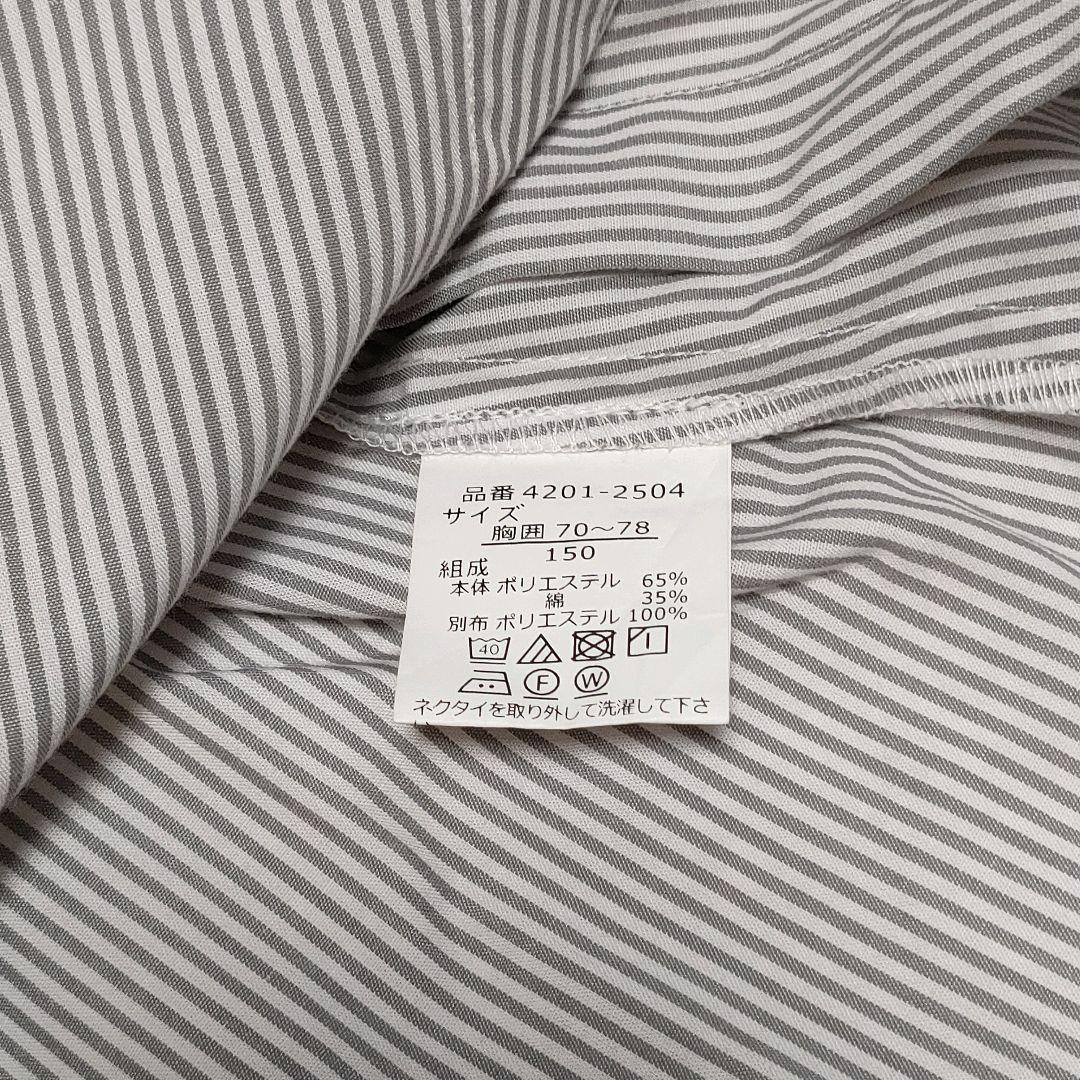 品番 4201-2504
サイズ
胸囲 70～78
150
組成
本体 ポリエステル 65%
綿 35%
別布 ポリエステル 100%
40
F W
ネクタイを取り外して洗濯して下さ